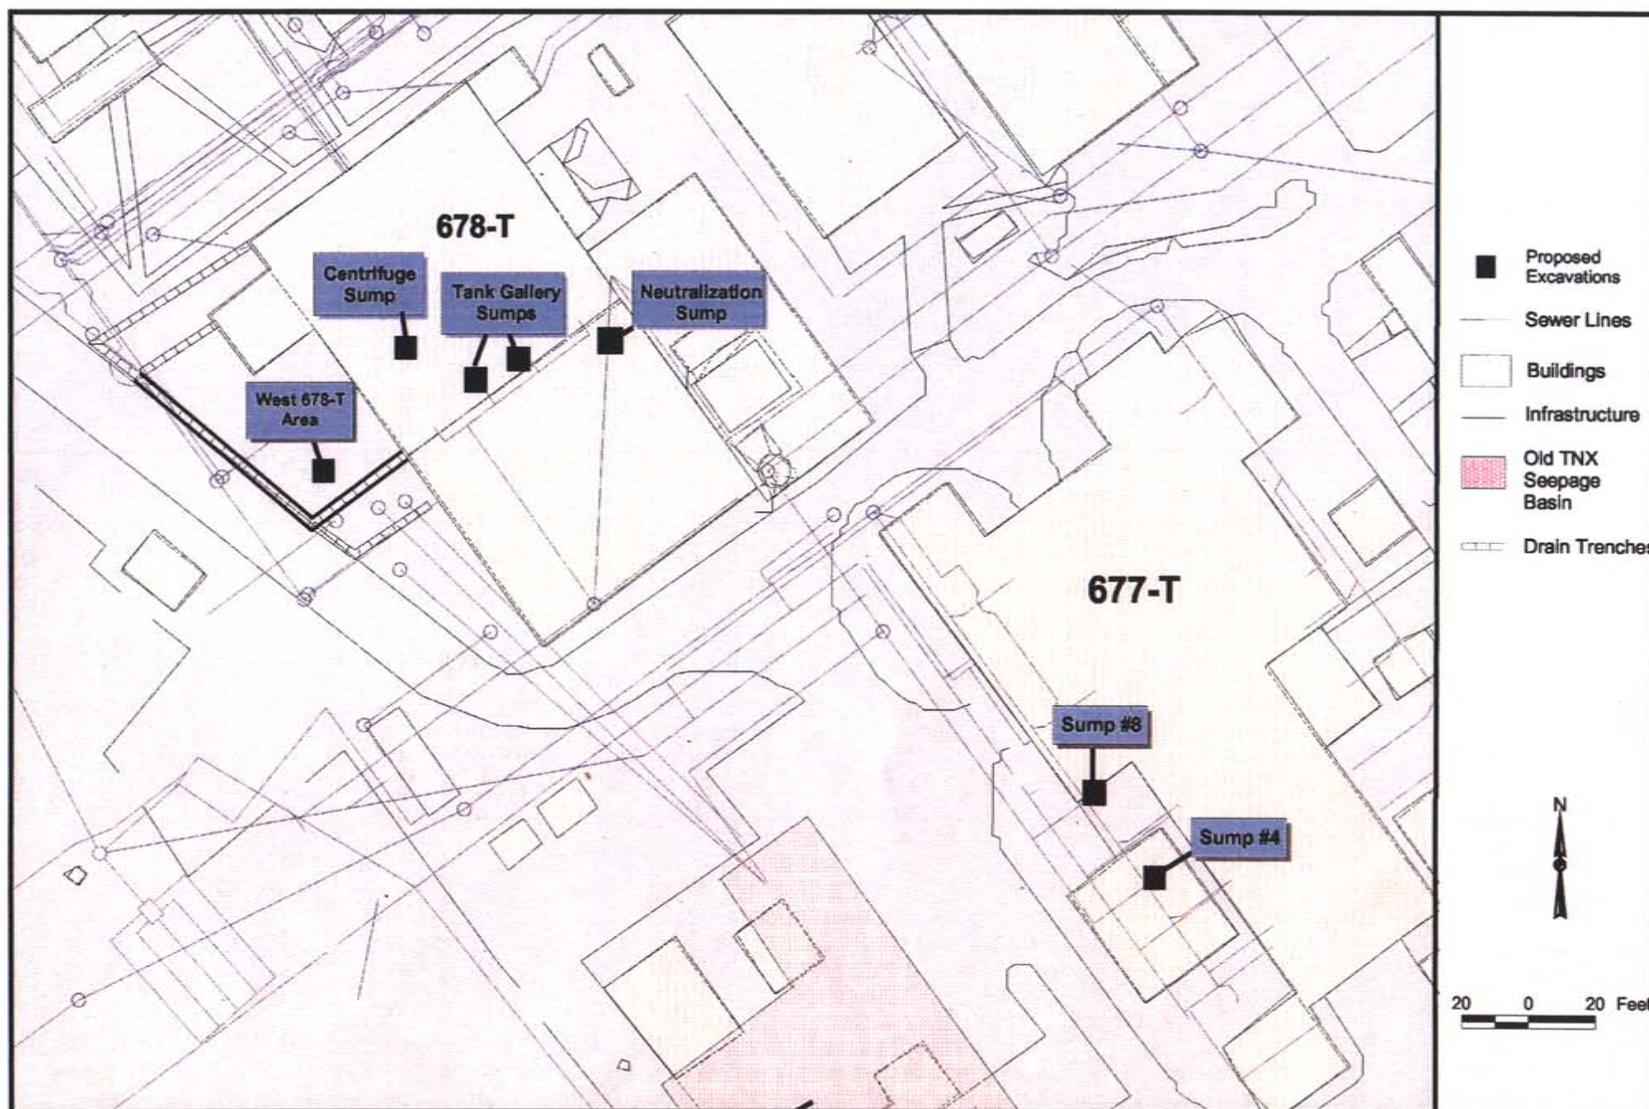 678-T
Centrifuge
Sump
Tank Gallery
Sumps
Neutralization
Sump
West 678-T
Area
677-T
Sump #8
Sump #4
Proposed
Excavations
Sewer Lines
Buildings
Infrastructure
Old TNX
Seepage
Basin
Drain Trenches
N
20 0 20 Feet